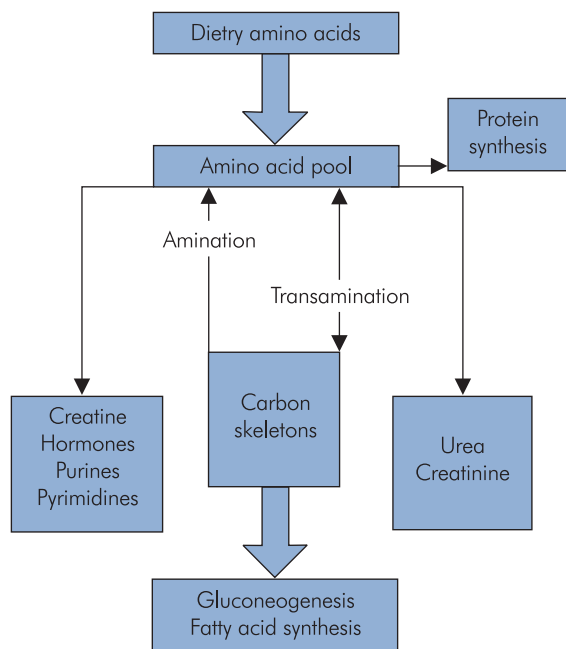 Dietry amino acids
Protein
synthesis
Amino acid pool
Amination
Transamination
Creatine
Hormones
Purines
Pyrimidines
Carbon
skeletons
Urea
Creatinine
Gluconeogenesis
Fatty acid synthesis